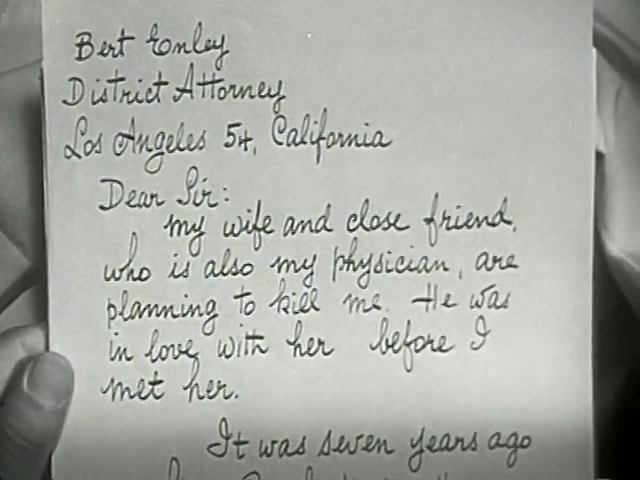 Bert Enley
District Attorney
Los Angeles 54, California
Dear Sir:
my wife and close friend,
who is also my physician, are
planning to kill me. He was
in love with her before I
met her.
It was seven years ago